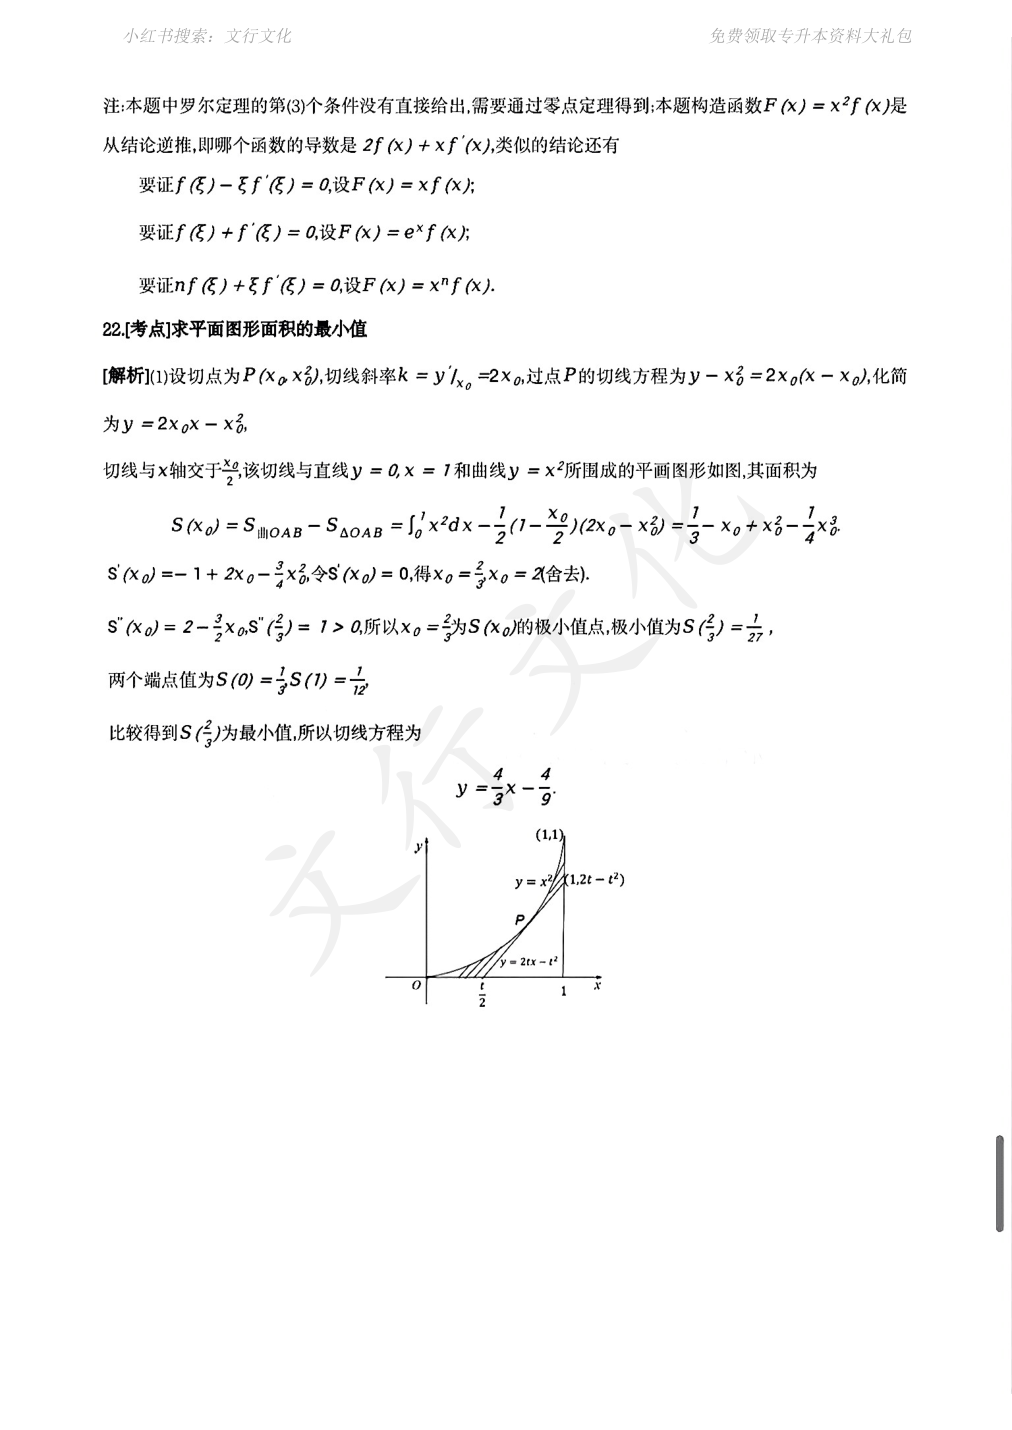 小红书搜索：文行文化 免费领取专升本资料大礼包
注:本题中罗尔定理的第(3)个条件没有直接给出,需要通过零点定理得到;本题构造函数F(x) = x²f(x)是
从结论逆推,即哪个函数的导数是 2f(x) + xf′(x),类似的结论还有
要证f(ξ) − ξf′(ξ) = 0,设F(x) = xf(x);
要证f(ξ) + f′(ξ) = 0,设F(x) = eˣf(x);
要证nf(ξ) + ξf′(ξ) = 0,设F(x) = xⁿf(x).
22.[考点]求平面图形面积的最小值
[解析](1)设切点为P(x₀, x₀²),切线斜率k = y′|ₓ₀ =2x₀,过点P的切线方程为y − x₀² = 2x₀(x − x₀),化简
为y = 2x₀x − x₀²,
切线与x轴交于x₀/2,该切线与直线y = 0, x = 1和曲线y = x²所围成的平画图形如图,其面积为
S(x₀) = S曲OAB − S△OAB = ∫₀¹x²dx − 1/2(1 − x₀/2)(2x₀ − x₀²) = 1/3 − x₀ + x₀² − 1/4x₀³.
S′(x₀) = − 1 + 2x₀ − 3/4x₀²,令S′(x₀) = 0,得x₀ = 2/3,x₀ = 2(舍去).
S″(x₀) = 2 − 3/2x₀,S″(2/3) = 1 > 0,所以x₀ = 2/3为S(x₀)的极小值点,极小值为S(2/3) = 1/27 ,
两个端点值为S(0) = 1/3,S(1) = 1/12,
比较得到S(2/3)为最小值,所以切线方程为
y = 4/3x − 4/9.
y (1,1)
y = x² (1,2t − t²)
P
y = 2tx − t²
O t/2 1 x
文行文化